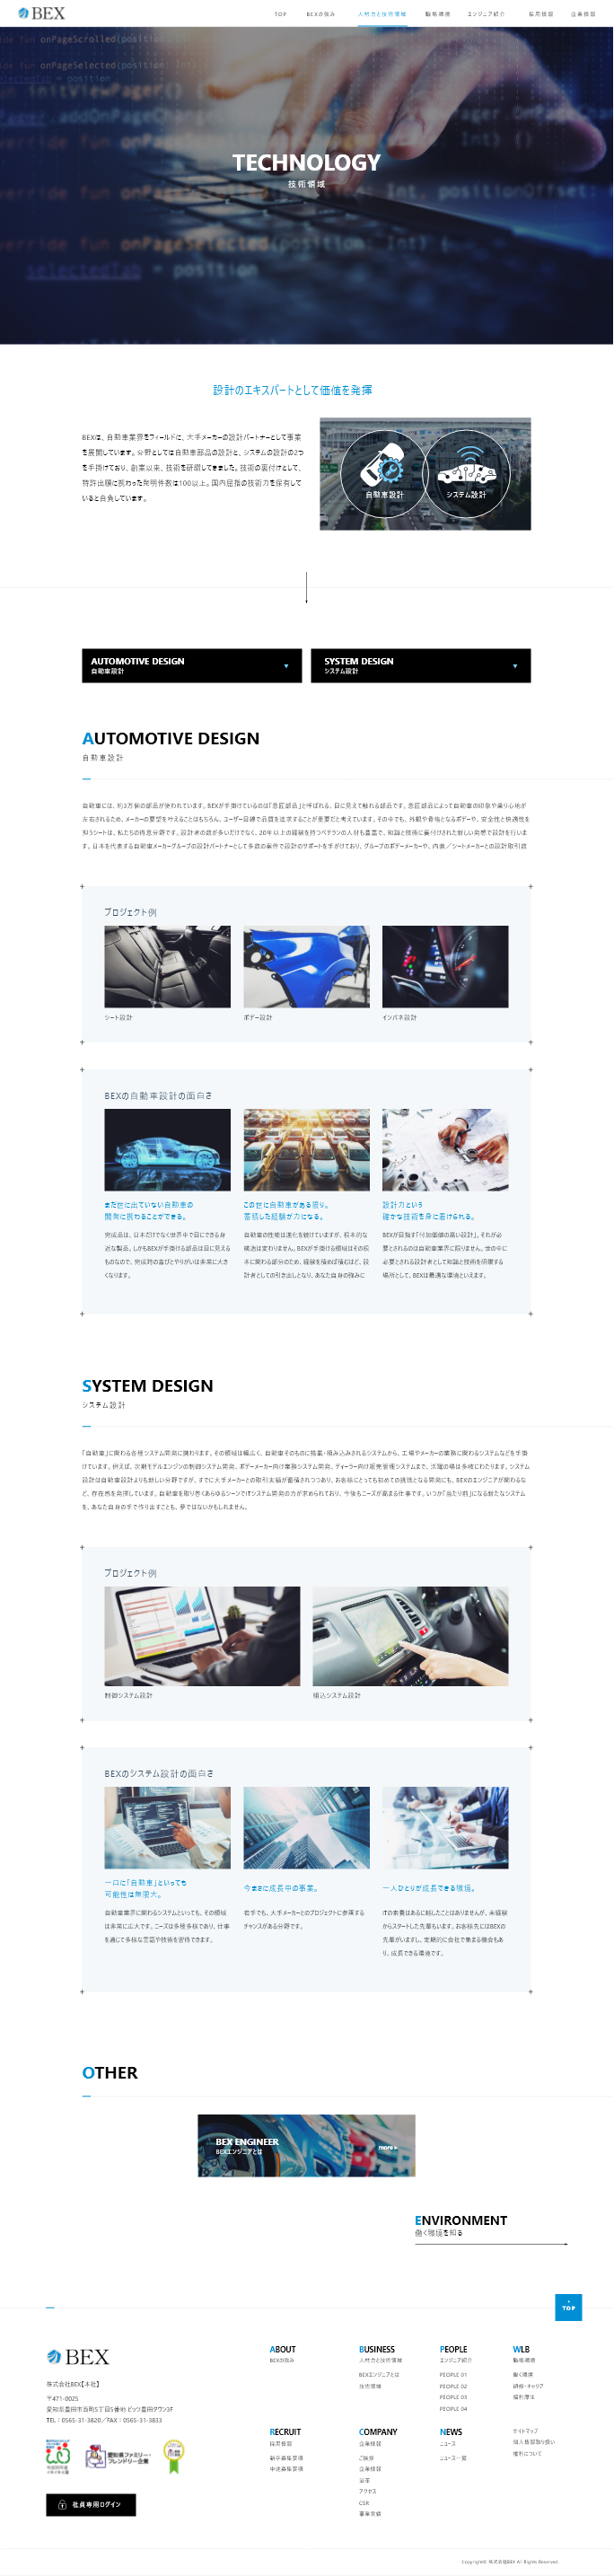 BEX
TOP
BEXの強み
人材力と技術領域
職場環境
エンジニア紹介
採用情報
企業情報
TECHNOLOGY
技術領域
設計のエキスパートとして価値を発揮
BEXは、自動車業界をフィールドに、大手メーカーの設計パートナーとして事業
を展開しています。分野としては自動車部品の設計と、システムの設計の2つ
を手掛けており、創業以来、技術を研鑽してきました。技術の裏付けとして、
特許出願に携わった発明件数は100以上。国内屈指の技術力を保有して
いると自負しています。
自動車設計
システム設計
AUTOMOTIVE DESIGN
自動車設計
SYSTEM DESIGN
システム設計
AUTOMOTIVE DESIGN
自動車設計
自動車には、約3万個の部品が使われています。BEXが手掛けているのは「意匠部品」と呼ばれる、目に見えて触れる部品です。意匠部品によって自動車の印象や乗り心地が
左右されるため、メーカーの要望を叶えることはもちろん、ユーザー目線で品質を追求することが重要だと考えています。その中でも、外観や骨格となるボデーや、安全性と快適性を
担うシートは、私たちの得意分野です。設計者の数が多いだけでなく、20年以上の経験を持つベテランの人材も豊富で、知識と技術に裏付けされた新しい発想で設計を行いま
す。日本を代表する自動車メーカーグループの設計パートナーとして多数の案件で設計のサポートを手がけており、グループのボデーメーカーや、内装／シートメーカーとの設計取引数
プロジェクト例
シート設計
ボデー設計
インパネ設計
BEXの自動車設計の面白さ
まだ世に出ていない自動車の
開発に携わることができる。
完成品は、日本だけでなく世界中で目にできる身
近な製品。しかもBEXが手掛ける部品は目に見える
ものなので、完成時の喜びとやりがいは非常に大き
くなります。
この世に自動車がある限り。
蓄積した経験が力になる。
自動車の性能は進化を続けていますが、根本的な
構造は変わりません。BEXが手掛ける領域はその根
本に関わる部分のため、経験を積めば積むほど、設
計者としての引き出しとなり、あなた自身の強みに
設計力という
確かな技術を身に着けられる。
BEXが目指す「付加価値の高い設計」。それが必
要とされるのは自動車業界に限りません。世の中に
必要とされる設計者として知識と技術を研鑽する
場所として、BEXは最適な環境といえます。
SYSTEM DESIGN
システム設計
「自動車」に関わる各種システム開発に携わります。その領域は幅広く、自動車そのものに搭載・組み込みされるシステムから、工場やメーカーの業務に関わるシステムなどを手掛
けています。例えば、次期モデルエンジンの制御システム開発、ボデーメーカー向け業務システム開発、ディーラー向け販売管理システムまで、活躍の場は多岐にわたります。システム
設計は自動車設計よりも新しい分野ですが、すでに大手メーカーとの取引実績が蓄積されつつあり、お客様にとっても初めての挑戦となる開発にも、BEXのエンジニアが携わるな
ど、存在感を発揮しています。自動車を取り巻くあらゆるシーンでITシステム開発の力が求められており、今後もニーズが高まる仕事です。いつか「当たり前」になる新たなシステム
を、あなた自身の手で作り出すことも、夢ではないかもしれません。
プロジェクト例
制御システム設計
組込システム設計
BEXのシステム設計の面白さ
一口に「自動車」といっても
可能性は無限大。
自動車業界に関わるシステムといっても、その領域
は非常に広大です。ニーズは多種多様であり、仕事
を通じて多様な言語や技術を習得できます。
今まさに成長中の事業。
若手でも、大手メーカーとのプロジェクトに参画する
チャンスがある分野です。
一人ひとりが成長できる環境。
ITの素養はあるに越したことはありませんが、未経験
からスタートした先輩もいます。お客様先にはBEXの
先輩がいますし、定期的に会社で集まる機会もあ
り、成長できる環境です。
OTHER
BEX ENGINEER
BEXエンジニアとは
more
ENVIRONMENT
働く環境を知る
TOP
BEX
株式会社BEX【本社】
〒471-0025
愛知県豊田市西町5丁目5番地 ビッツ豊田タウン3F
TEL：0565-31-3820／FAX：0565-31-3833
愛知県ファミリー・
フレンドリー企業
社員専用ログイン
ABOUT
BEXの強み
BUSINESS
人材力と技術領域
BEXエンジニアとは
技術領域
PEOPLE
エンジニア紹介
PEOPLE 01
PEOPLE 02
PEOPLE 03
PEOPLE 04
WLB
職場環境
働く環境
研修・キャリア
福利厚生
RECRUIT
採用情報
新卒募集要項
中途募集要項
COMPANY
企業情報
ご挨拶
企業情報
沿革
アクセス
CSR
事業実績
NEWS
ニュース
ニュース一覧
サイトマップ
個人情報取り扱い
権利について
Copyright© 株式会社BEX All Rights Reserved.